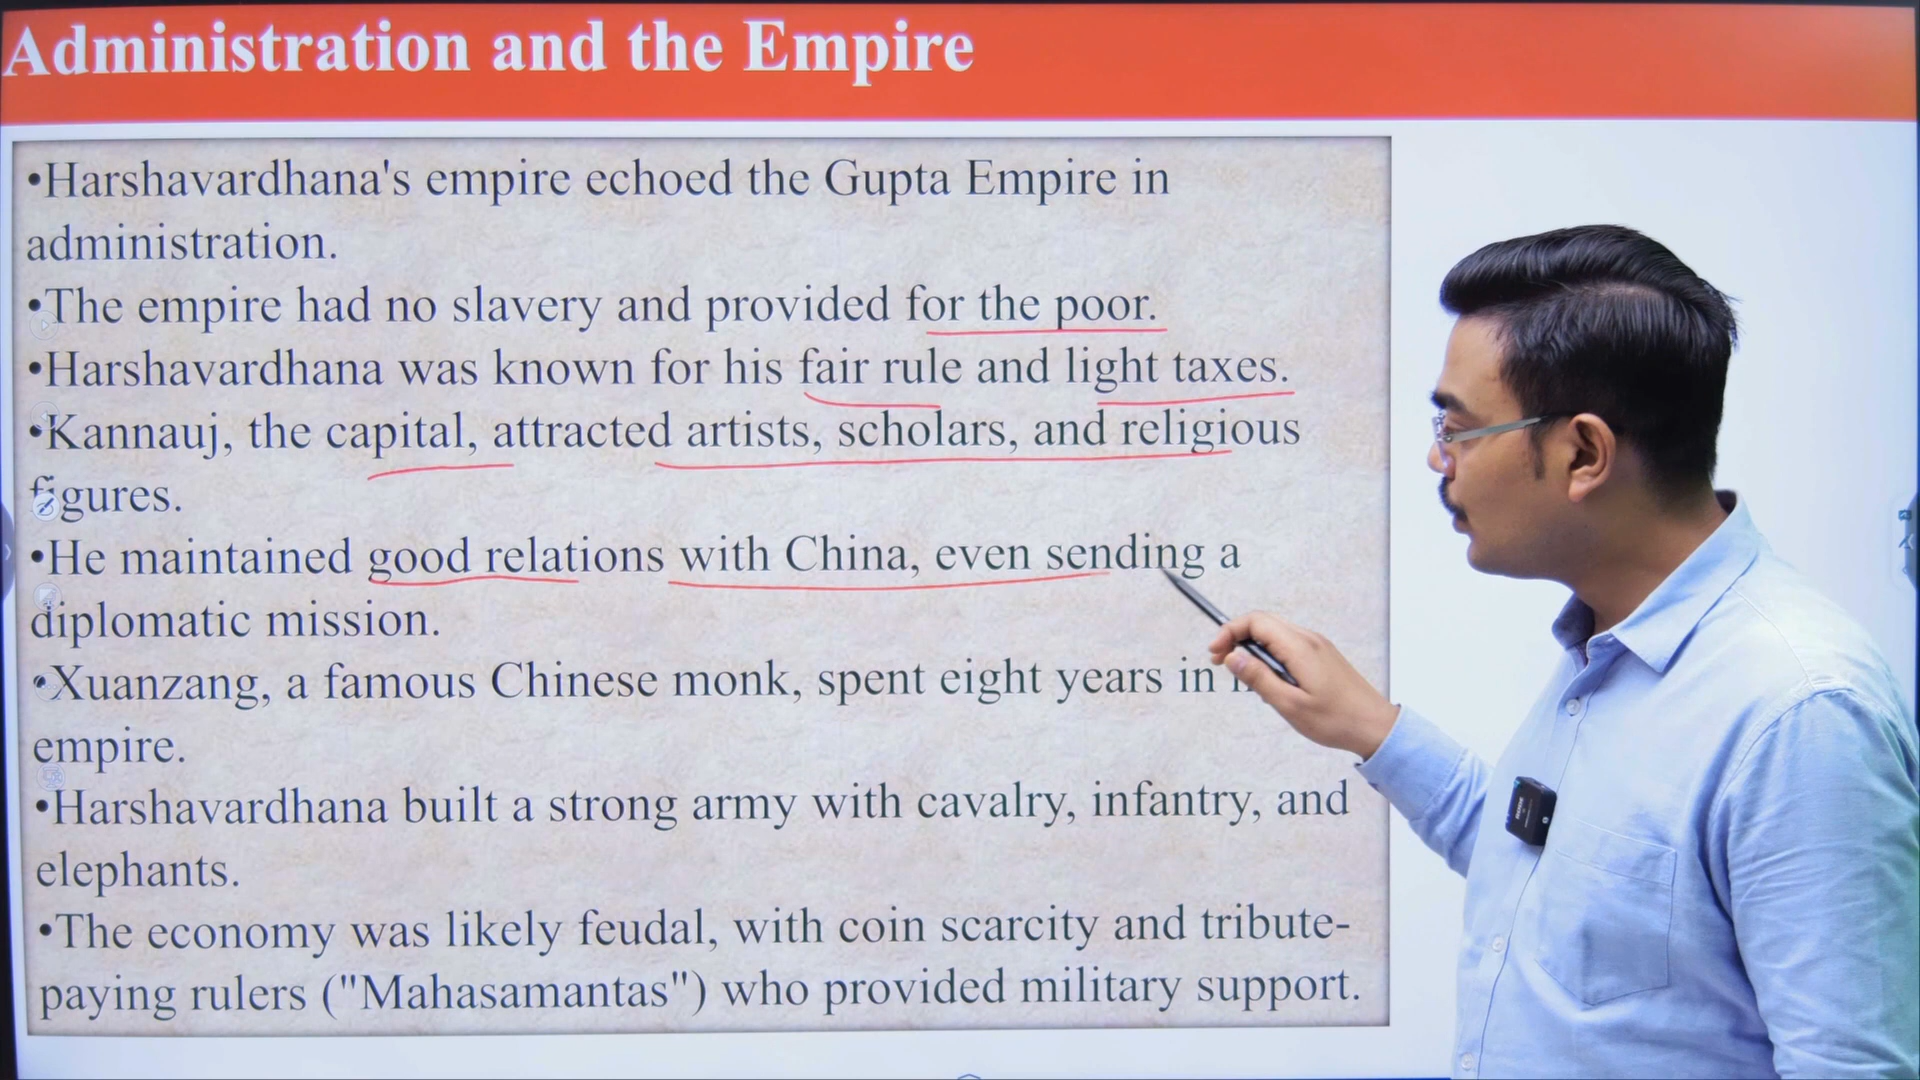 Administration and the Empire
•Harshavardhana's empire echoed the Gupta Empire in
administration.
•The empire had no slavery and provided for the poor.
•Harshavardhana was known for his fair rule and light taxes.
•Kannauj, the capital, attracted artists, scholars, and religious
figures.
•He maintained good relations with China, even sending a
diplomatic mission.
•Xuanzang, a famous Chinese monk, spent eight years in
empire.
•Harshavardhana built a strong army with cavalry, infantry, and
elephants.
•The economy was likely feudal, with coin scarcity and tribute-
paying rulers ("Mahasamantas") who provided military support.